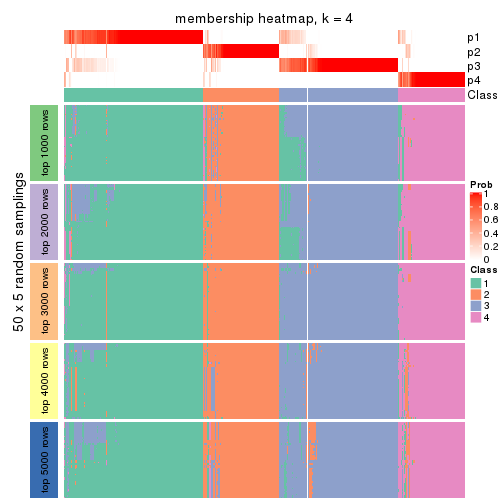 membership heatmap, k = 4
p1
p2
p3
p4
Class
50 x 5 random samplings
top 1000 rows
top 2000 rows
top 3000 rows
top 4000 rows
top 5000 rows
Prob
1
0.8
0.6
0.4
0.2
0
Class
1
2
3
4